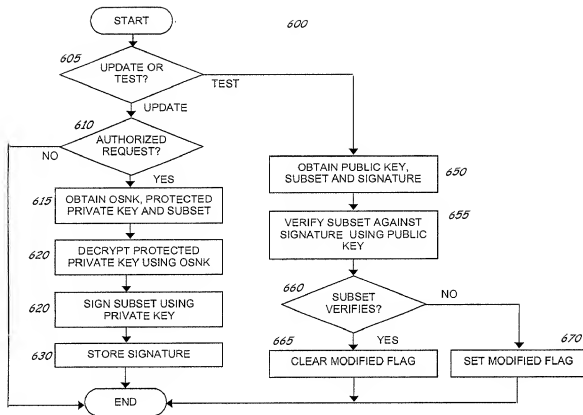 START
600
605
UPDATE OR
TEST?
TEST
UPDATE
610
AUTHORIZED
REQUEST?
NO
YES
615
OBTAIN OSNK, PROTECTED
PRIVATE KEY AND SUBSET
620
DECRYPT PROTECTED
PRIVATE KEY USING OSNK
620
SIGN SUBSET USING
PRIVATE KEY
630
STORE SIGNATURE
END
OBTAIN PUBLIC KEY,
SUBSET AND SIGNATURE
650
VERIFY SUBSET AGAINST
SIGNATURE USING PUBLIC
KEY
655
660
SUBSET
VERIFIES?
NO
YES
665
CLEAR MODIFIED FLAG
670
SET MODIFIED FLAG